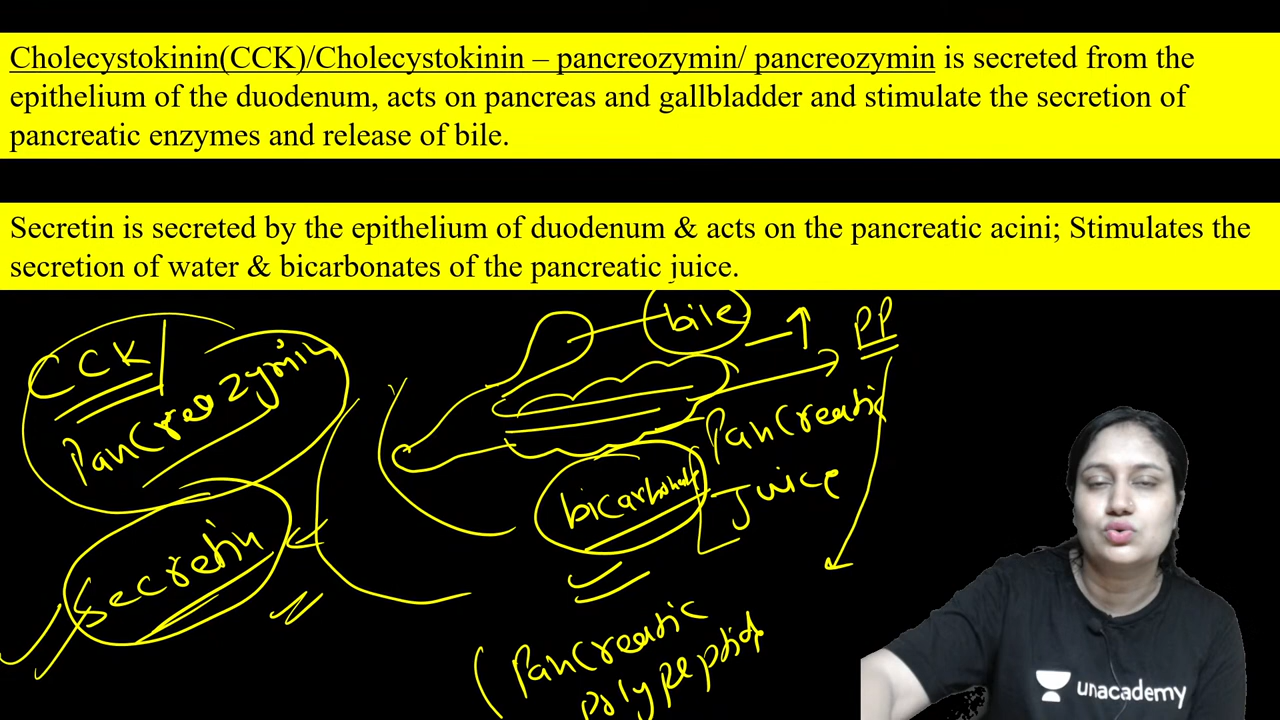 Cholecystokinin(CCK)/Cholecystokinin – pancreozymin/ pancreozymin is secreted from the
epithelium of the duodenum, acts on pancreas and gallbladder and stimulate the secretion of
pancreatic enzymes and release of bile.
Secretin is secreted by the epithelium of duodenum & acts on the pancreatic acini; Stimulates the
secretion of water & bicarbonates of the pancreatic juice.
bile
PP
CCK/
Pancreozymin
Pancreatic
Juice
bicarbonate
Secretin
(Pancreatic
polypeptide
unacademy